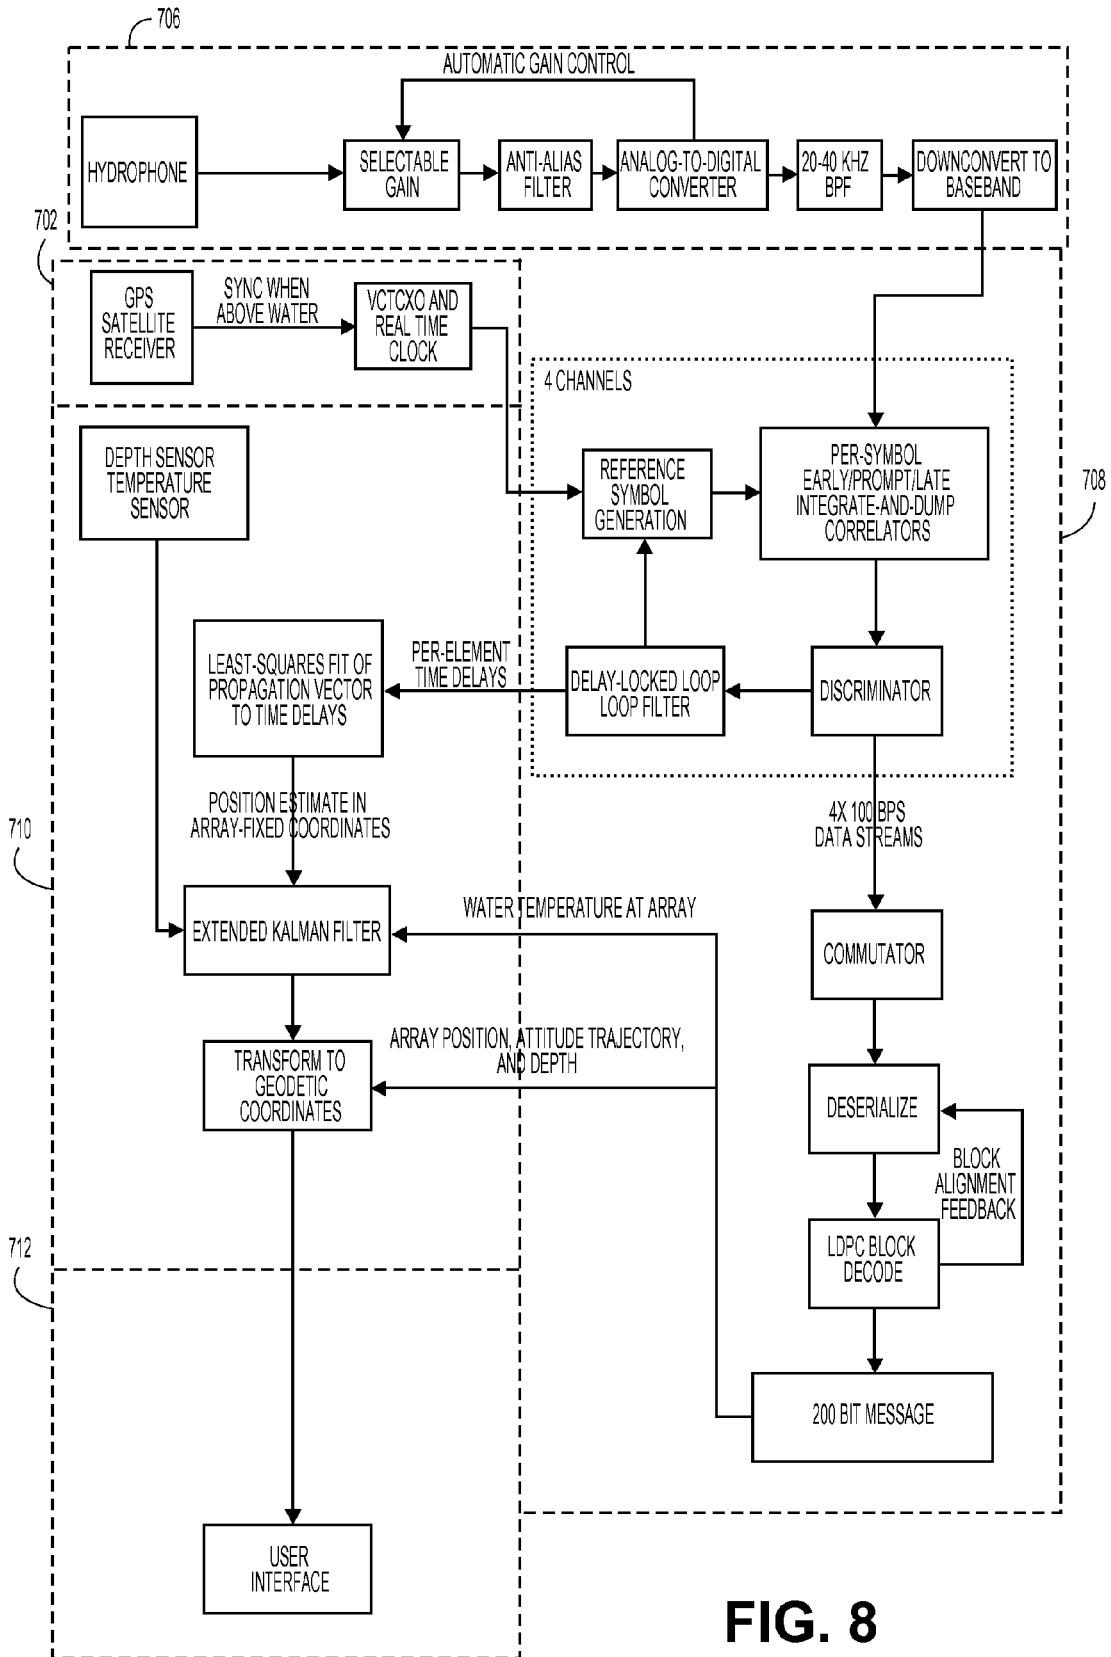 706
AUTOMATIC GAIN CONTROL
HYDROPHONE
SELECTABLE
GAIN
ANTI-ALIAS
FILTER
ANALOG-TO-DIGITAL
CONVERTER
20-40 KHZ
BPF
DOWNCONVERT TO
BASEBAND
702
GPS
SATELLITE
RECEIVER
SYNC WHEN
ABOVE WATER
VCTCXO AND
REAL TIME
CLOCK
4 CHANNELS
DEPTH SENSOR
TEMPERATURE
SENSOR
REFERENCE
SYMBOL
GENERATION
PER-SYMBOL
EARLY/PROMPT/LATE
INTEGRATE-AND-DUMP
CORRELATORS
708
LEAST-SQUARES FIT OF
PROPAGATION VECTOR
TO TIME DELAYS
PER-ELEMENT
TIME DELAYS
DELAY-LOCKED LOOP
LOOP FILTER
DISCRIMINATOR
710
POSITION ESTIMATE IN
ARRAY-FIXED COORDINATES
4X 100 BPS
DATA STREAMS
EXTENDED KALMAN FILTER
WATER TEMPERATURE AT ARRAY
COMMUTATOR
TRANSFORM TO
GEODETIC
COORDINATES
ARRAY POSITION, ATTITUDE TRAJECTORY,
AND DEPTH
DESERIALIZE
BLOCK
ALIGNMENT
FEEDBACK
LDPC BLOCK
DECODE
712
200 BIT MESSAGE
USER
INTERFACE
FIG. 8